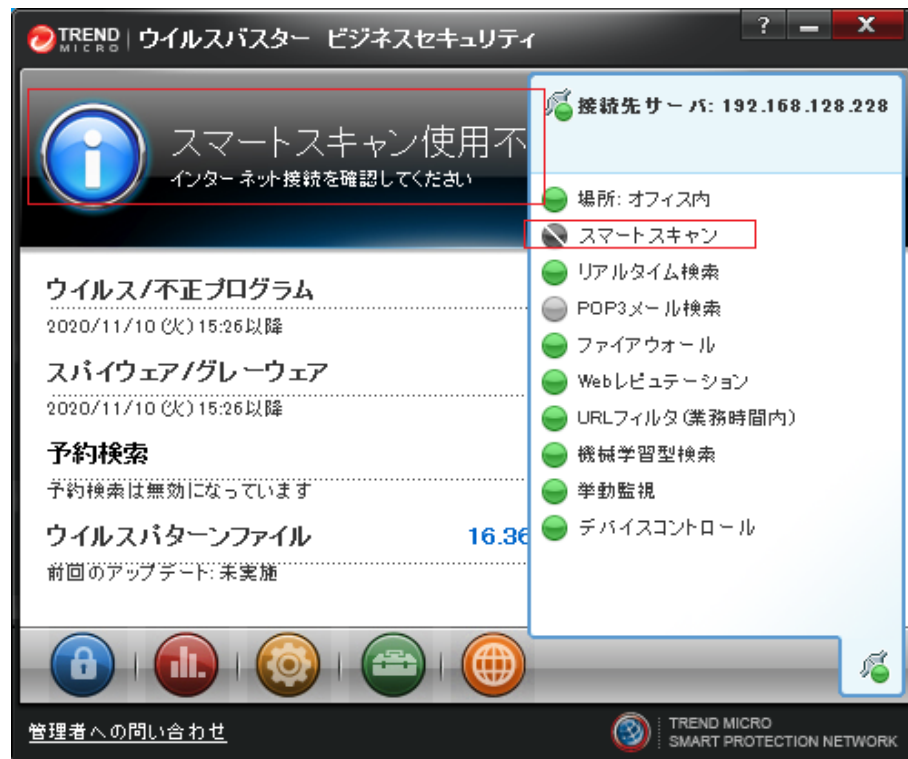 TREND MICRO ウイルスバスター ビジネスセキュリティ
? – X
スマートスキャン使用不
インターネット接続を確認してください
接続先サーバ: 192.168.128.228
場所: オフィス内
スマートスキャン
リアルタイム検索
POP3メール検索
ファイアウォール
Webレピュテーション
URLフィルタ(業務時間内)
機械学習型検索
挙動監視
デバイスコントロール
ウイルス/不正プログラム
2020/11/10 (火) 15:26以降
スパイウェア/グレーウェア
2020/11/10 (火) 15:26以降
予約検索
予約検索は無効になっています
ウイルスパターンファイル 16.36
前回のアップデート: 未実施
管理者への問い合わせ
TREND MICRO
SMART PROTECTION NETWORK